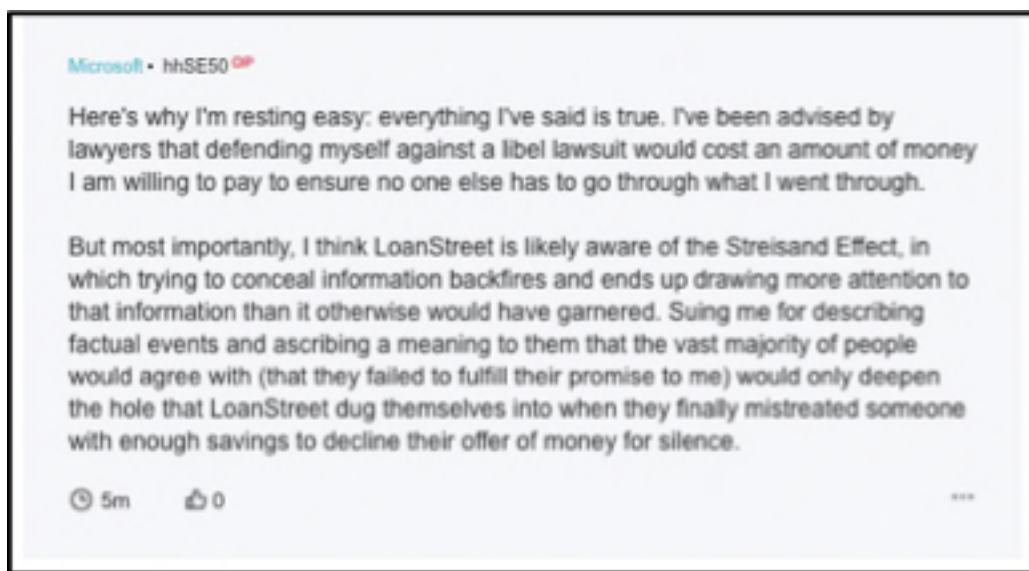 Microsoft • hhSE50 OP
Here's why I'm resting easy: everything I've said is true. I've been advised by
lawyers that defending myself against a libel lawsuit would cost an amount of money
I am willing to pay to ensure no one else has to go through what I went through.
But most importantly, I think LoanStreet is likely aware of the Streisand Effect, in
which trying to conceal information backfires and ends up drawing more attention to
that information than it otherwise would have garnered. Suing me for describing
factual events and ascribing a meaning to them that the vast majority of people
would agree with (that they failed to fulfill their promise to me) would only deepen
the hole that LoanStreet dug themselves into when they finally mistreated someone
with enough savings to decline their offer of money for silence.
5m 0